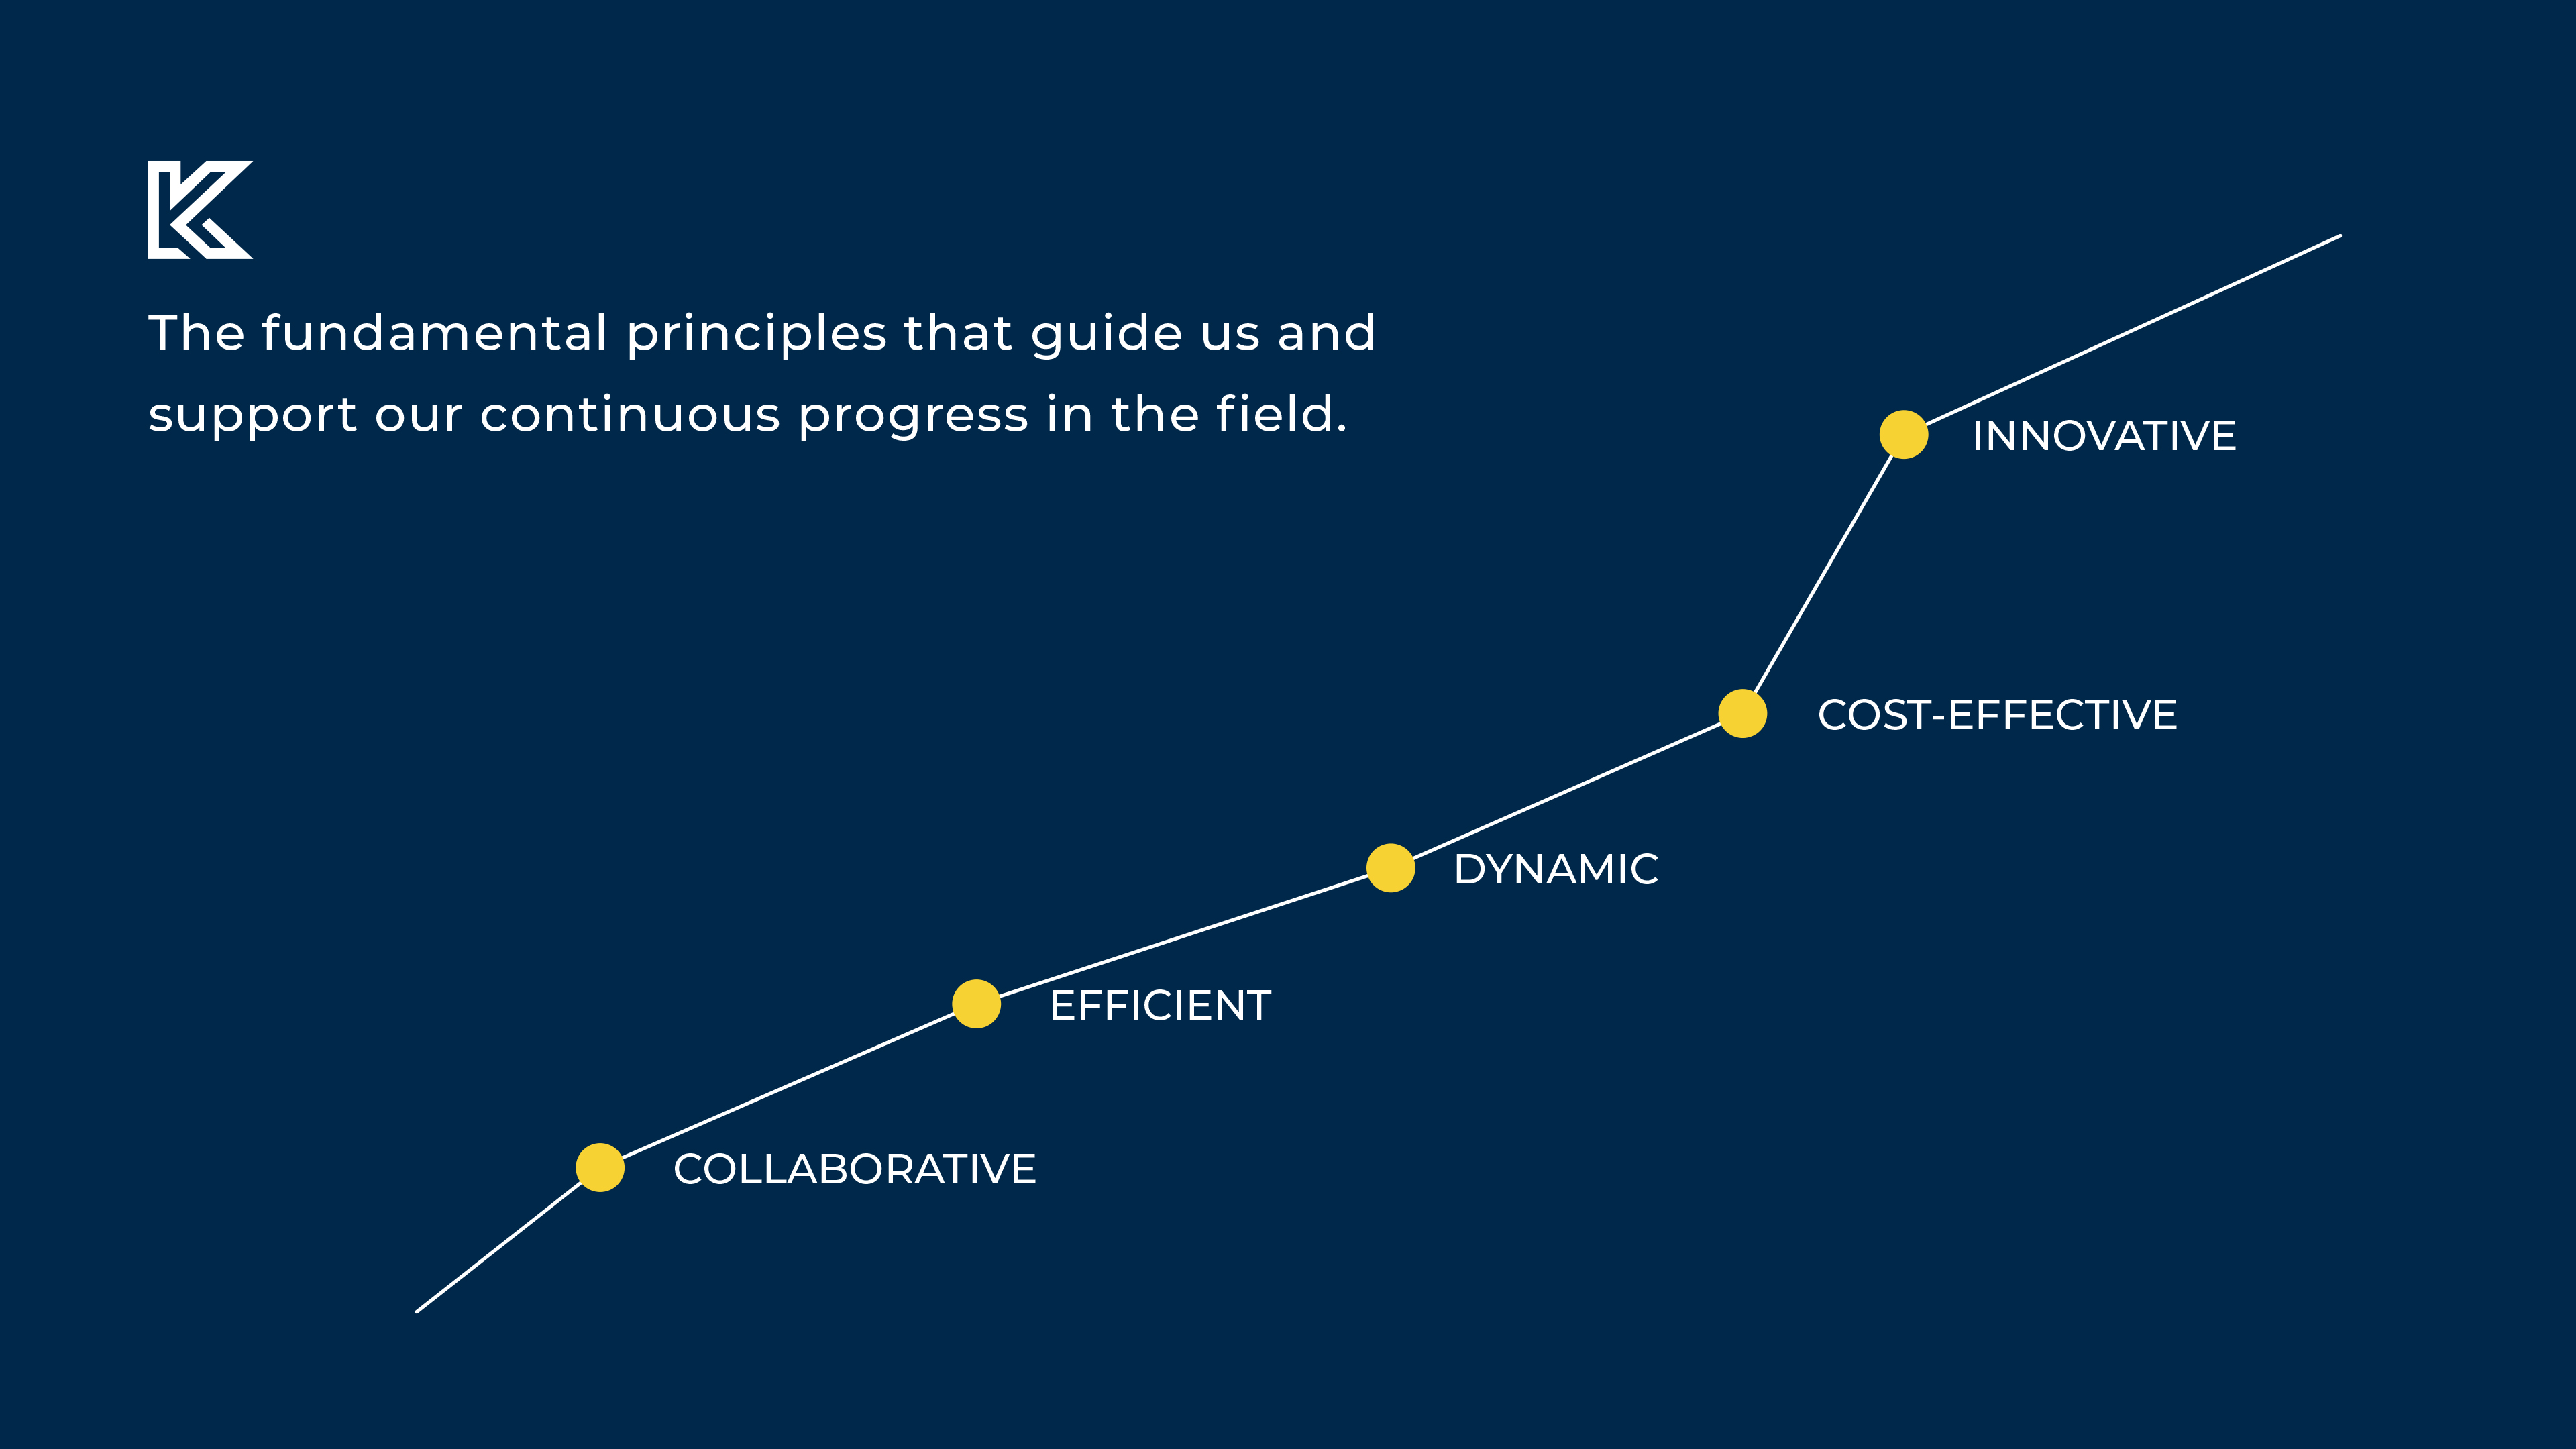 K
The fundamental principles that guide us and
support our continuous progress in the field.
INNOVATIVE
COST-EFFECTIVE
DYNAMIC
EFFICIENT
COLLABORATIVE